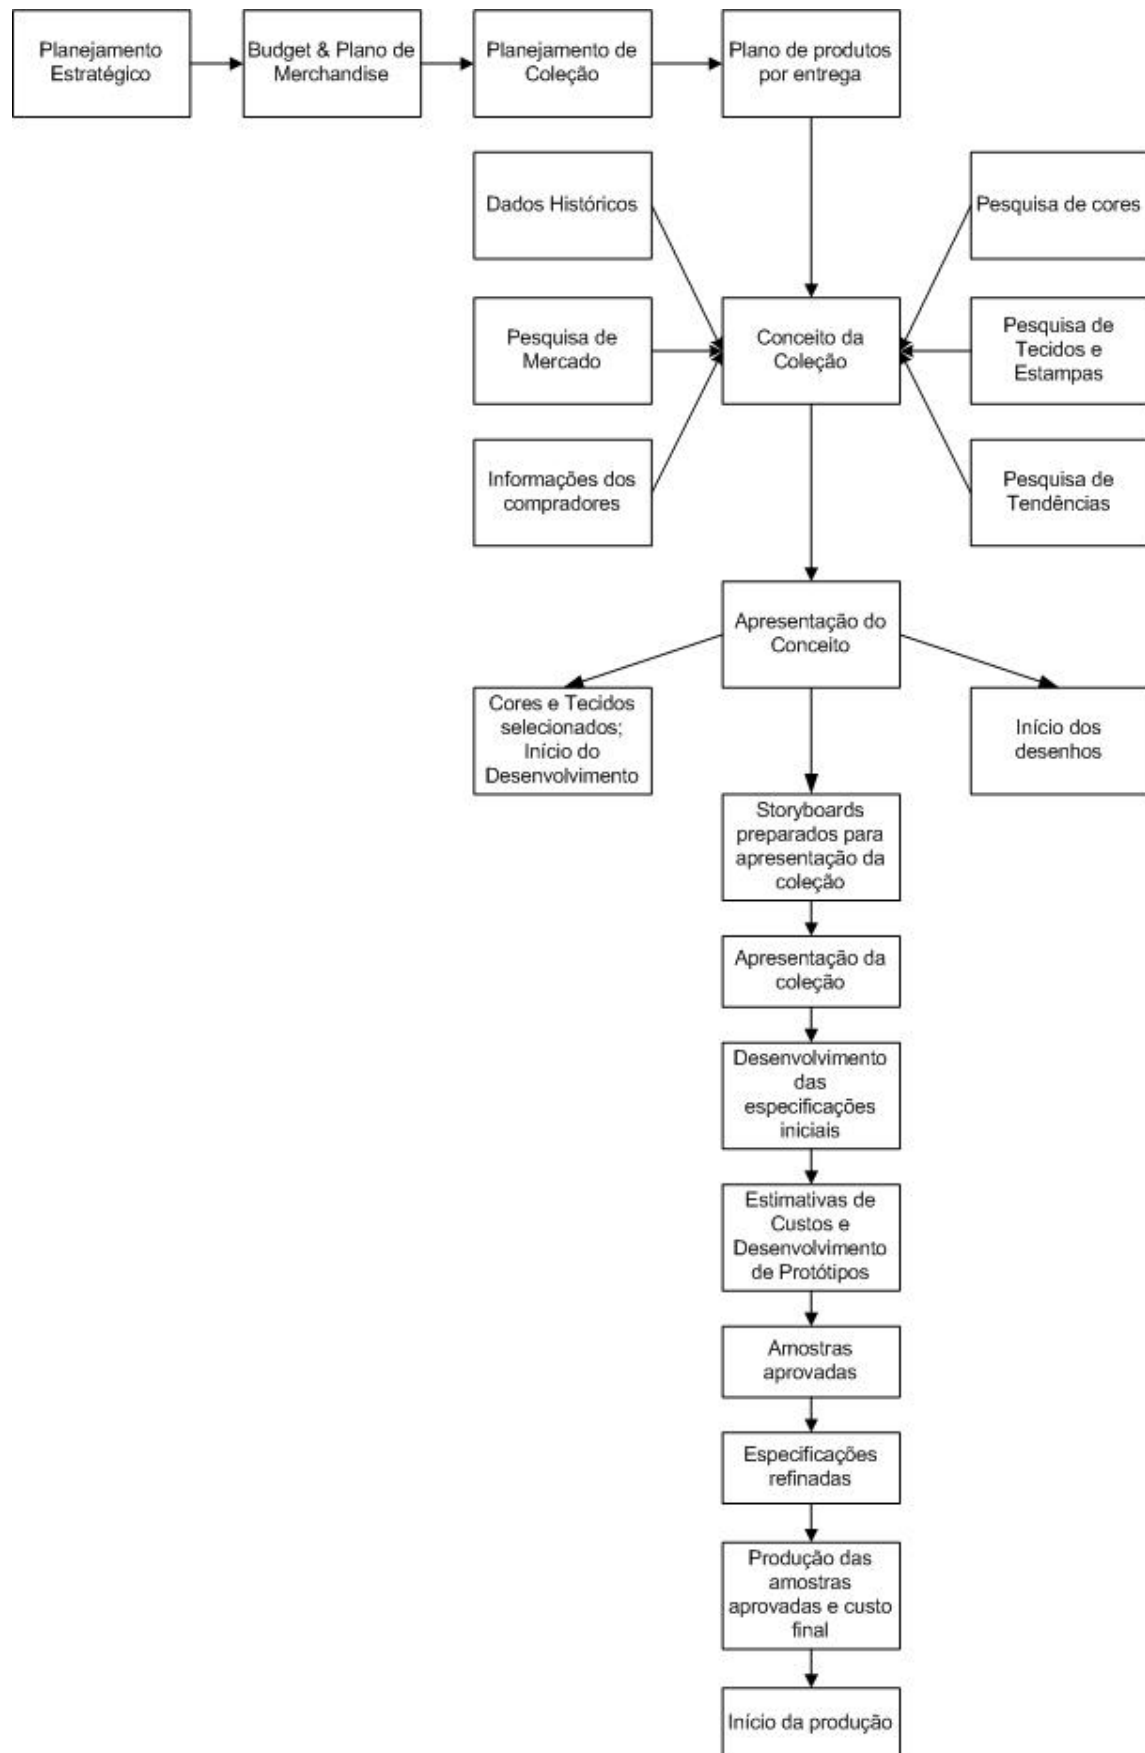 Planejamento
Estratégico
Budget & Plano de
Merchandise
Planejamento de
Coleção
Plano de produtos
por entrega
Dados Históricos
Pesquisa de cores
Pesquisa de
Mercado
Conceito da
Coleção
Pesquisa de
Tecidos e
Estampas
Informações dos
compradores
Pesquisa de
Tendências
Apresentação do
Conceito
Cores e Tecidos
selecionados;
Início do
Desenvolvimento
Início dos
desenhos
Storyboards
preparados para
apresentação da
coleção
Apresentação da
coleção
Desenvolvimento
das
especificações
iniciais
Estimativas de
Custos e
Desenvolvimento
de Protótipos
Amostras
aprovadas
Especificações
refinadas
Produção das
amostras
aprovadas e custo
final
Início da produção